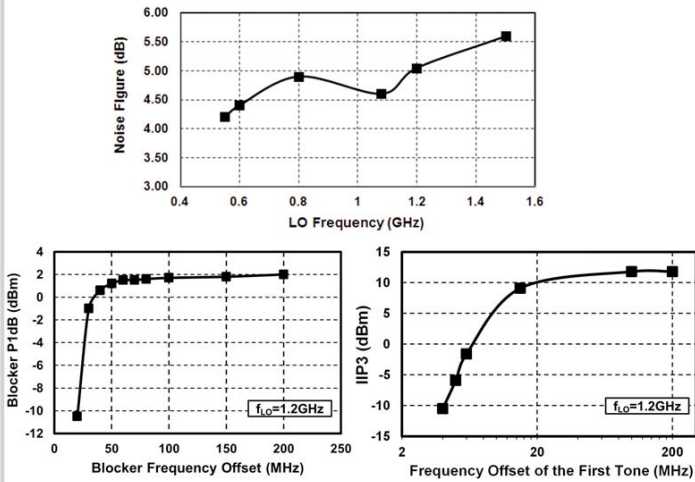 6.00
5.50
5.00
4.50
4.00
3.50
3.00
Noise FIgure (dB)
0.4 0.6 0.8 1 1.2 1.4 1.6
LO Frequency (GHz)
4
2
0
-2
-4
-6
-8
-10
-12
Blocker P1dB (dBm)
fLO=1.2GHz
0 50 100 150 200 250
Blocker Frequency Offset (MHz)
15
10
5
0
-5
-10
-15
IIP3 (dBm)
fLO=1.2GHz
2 20 200
Frequency Offset of the First Tone (MHz)